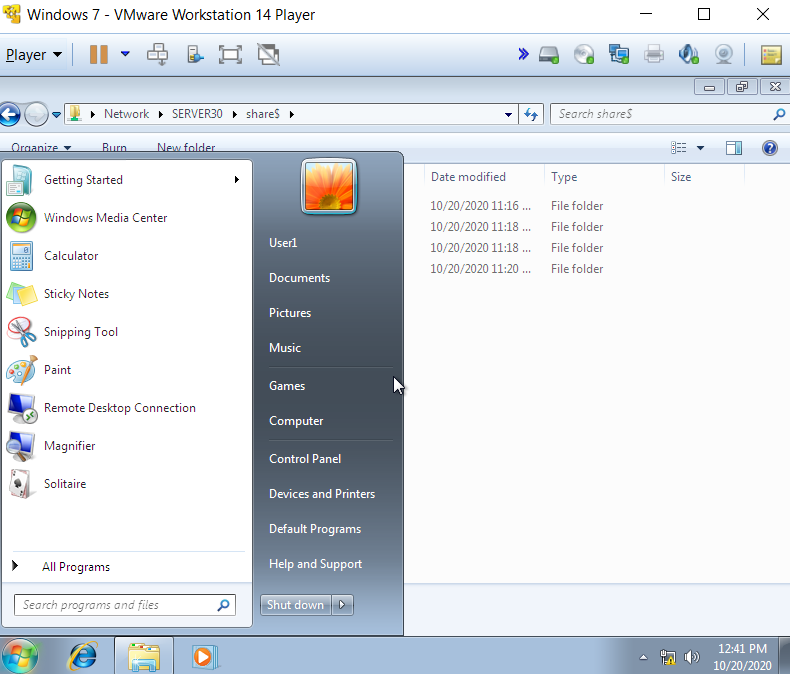 Windows 7 - VMware Workstation 14 Player
Player
Network SERVER30 share$
Search share$
Organize Burn New folder
Date modified Type Size
10/20/2020 11:16 ... File folder
10/20/2020 11:18 ... File folder
10/20/2020 11:18 ... File folder
10/20/2020 11:20 ... File folder
Getting Started
Windows Media Center
Calculator
Sticky Notes
Snipping Tool
Paint
Remote Desktop Connection
Magnifier
Solitaire
All Programs
Search programs and files
User1
Documents
Pictures
Music
Games
Computer
Control Panel
Devices and Printers
Default Programs
Help and Support
Shut down
12:41 PM
10/20/2020